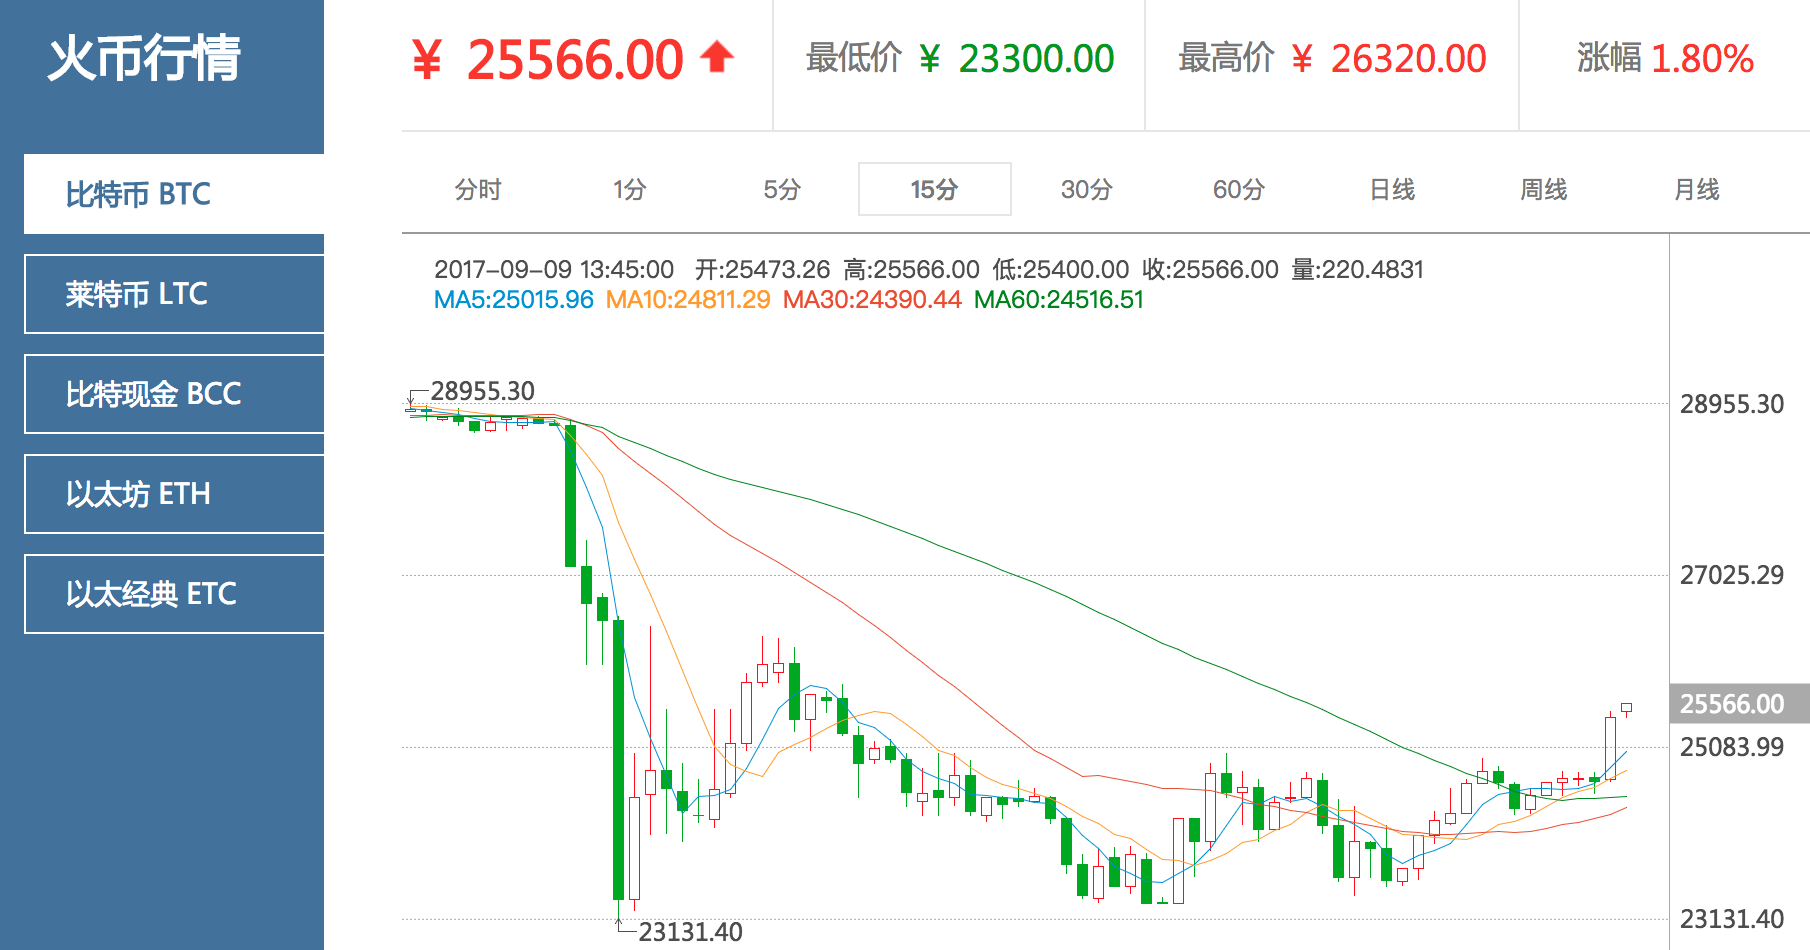 火币行情
比特币 BTC
莱特币 LTC
比特现金 BCC
以太坊 ETH
以太经典 ETC
¥ 25566.00
最低价 ¥ 23300.00
最高价 ¥ 26320.00
涨幅 1.80%
分时 1分 5分 15分 30分 60分 日线 周线 月线
2017-09-09 13:45:00 开:25473.26 高:25566.00 低:25400.00 收:25566.00 量:220.4831
MA5:25015.96 MA10:24811.29 MA30:24390.44 MA60:24516.51
28955.30
28955.30
27025.29
25566.00
25083.99
23131.40
23131.40